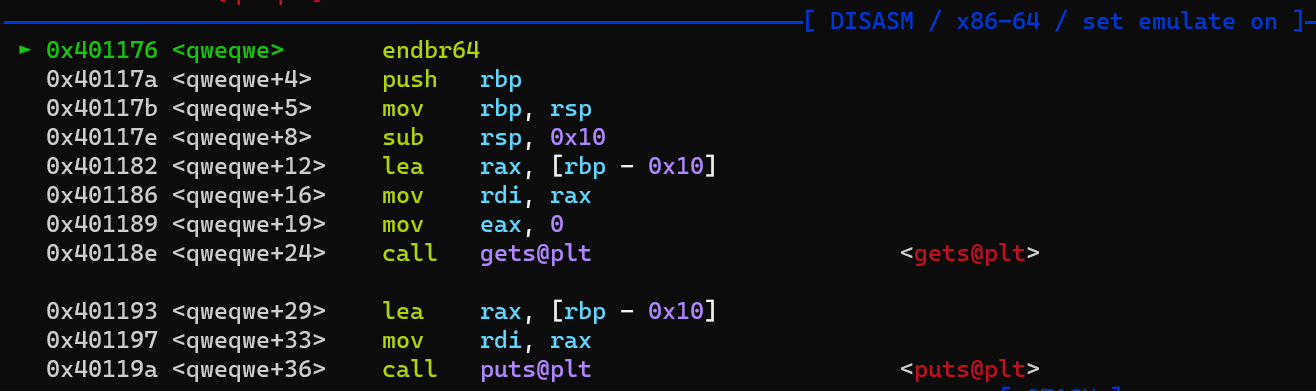 [ DISASM / x86-64 / set emulate on ]
► 0x401176 <qweqwe> endbr64
0x40117a <qweqwe+4> push rbp
0x40117b <qweqwe+5> mov rbp, rsp
0x40117e <qweqwe+8> sub rsp, 0x10
0x401182 <qweqwe+12> lea rax, [rbp - 0x10]
0x401186 <qweqwe+16> mov rdi, rax
0x401189 <qweqwe+19> mov eax, 0
0x40118e <qweqwe+24> call gets@plt <gets@plt>
0x401193 <qweqwe+29> lea rax, [rbp - 0x10]
0x401197 <qweqwe+33> mov rdi, rax
0x40119a <qweqwe+36> call puts@plt <puts@plt>